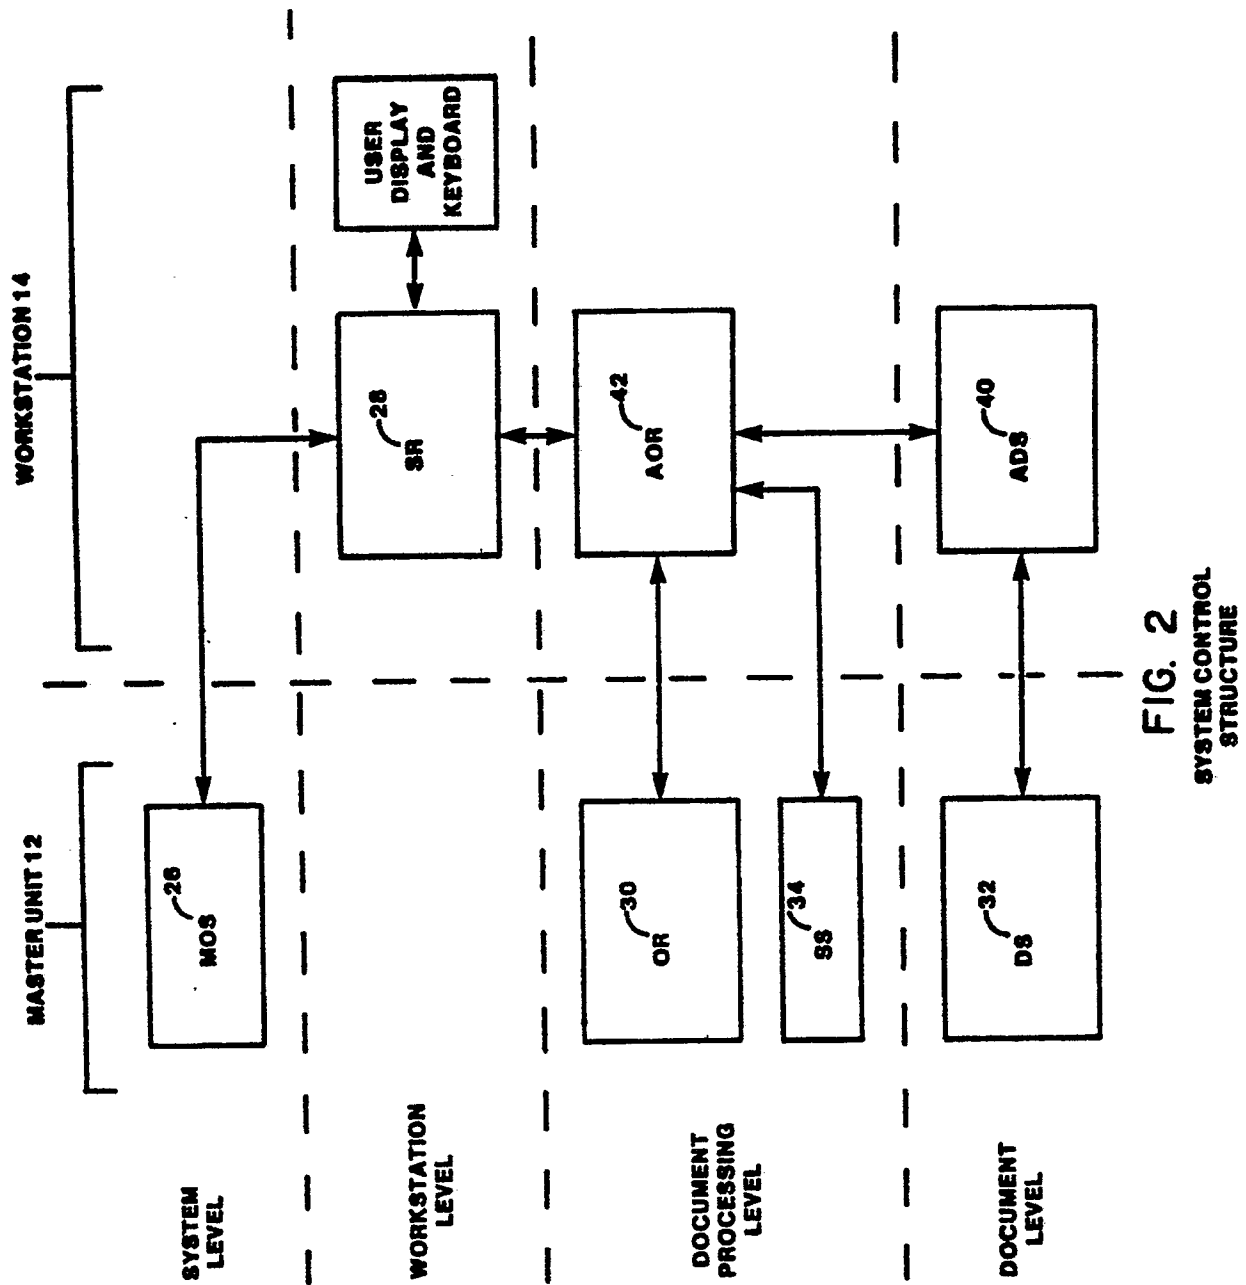 MASTER UNIT 12
WORKSTATION 14
SYSTEM
LEVEL
26
MOS
WORKSTATION
LEVEL
28
SR
USER
DISPLAY
AND
KEYBOARD
DOCUMENT
PROCESSING
LEVEL
30
OR
42
AOR
34
SS
DOCUMENT
LEVEL
32
DS
40
ADS
FIG. 2
SYSTEM CONTROL
STRUCTURE